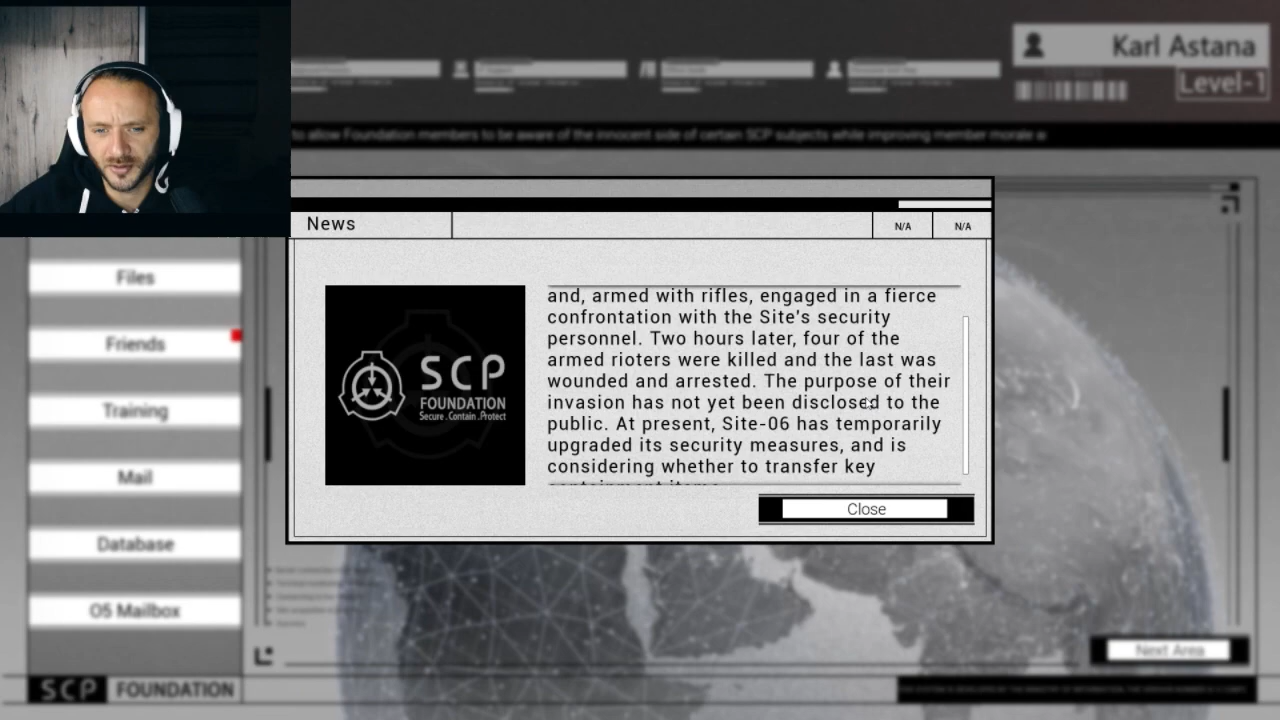 Karl Astana
Level-1
to allow Foundation members to be aware of the innocent side of certain SCP subjects while improving member morale w
News
N/A
N/A
and, armed with rifles, engaged in a fierce
confrontation with the Site's security
personnel. Two hours later, four of the
armed rioters were killed and the last was
wounded and arrested. The purpose of their
invasion has not yet been disclosed to the
public. At present, Site-06 has temporarily
upgraded its security measures, and is
considering whether to transfer key
containment items.
SCP
FOUNDATION
Secure.Contain.Protect
Close
Files
Friends
Training
Mail
Database
O5 Mailbox
Next Area
SCP FOUNDATION